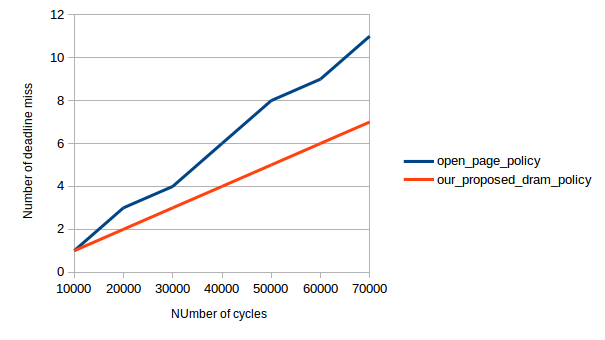 12
10
8
6
4
2
0
Number of deadline miss
10000 20000 30000 40000 50000 60000 70000
NUmber of cycles
open_page_policy
our_proposed_dram_policy